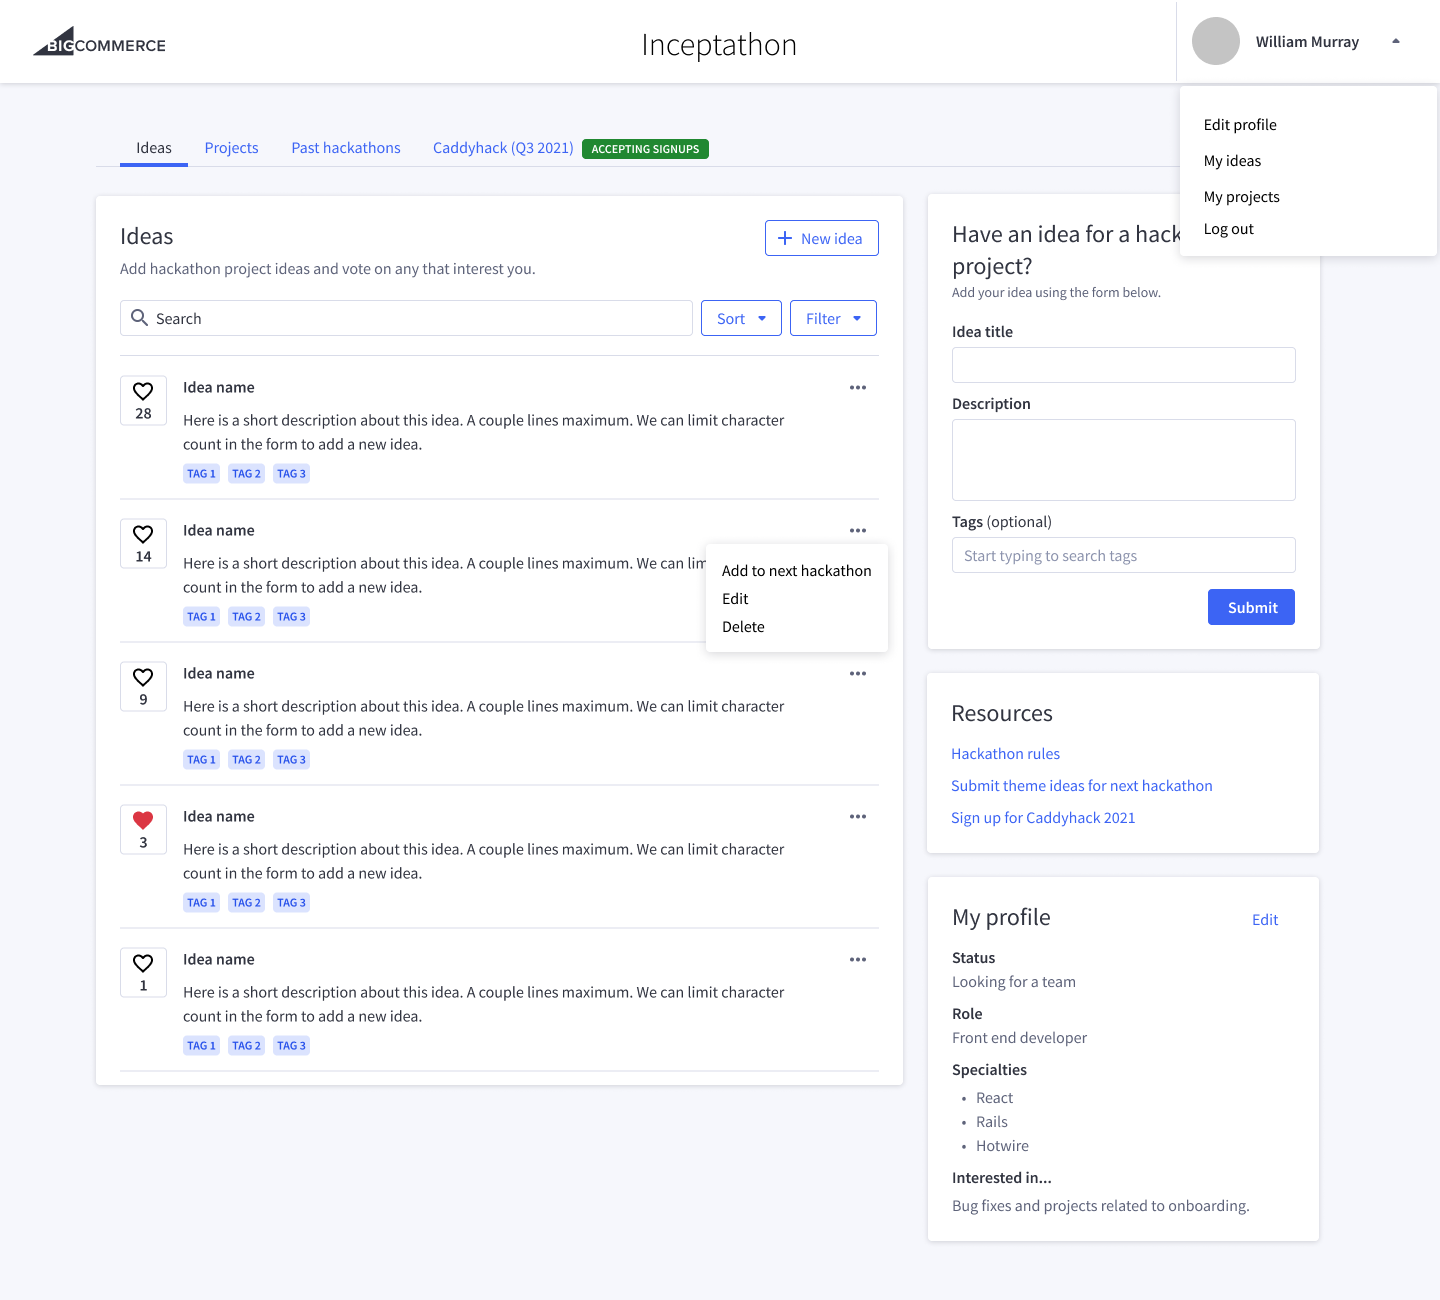 BIGCOMMERCE
Inceptathon
William Murray
Edit profile
My ideas
My projects
Log out
Ideas
Projects
Past hackathons
Caddyhack (Q3 2021)
ACCEPTING SIGNUPS
Ideas
New idea
Add hackathon project ideas and vote on any that interest you.
Search
Sort
Filter
28
Idea name
Here is a short description about this idea. A couple lines maximum. We can limit character
count in the form to add a new idea.
TAG 1 TAG 2 TAG 3
14
Idea name
Here is a short description about this idea. A couple lines maximum. We can
count in the form to add a new idea.
TAG 1 TAG 2 TAG 3
Add to next hackathon
Edit
Delete
9
Idea name
Here is a short description about this idea. A couple lines maximum. We can limit character
count in the form to add a new idea.
TAG 1 TAG 2 TAG 3
3
Idea name
Here is a short description about this idea. A couple lines maximum. We can limit character
count in the form to add a new idea.
TAG 1 TAG 2 TAG 3
1
Idea name
Here is a short description about this idea. A couple lines maximum. We can limit character
count in the form to add a new idea.
TAG 1 TAG 2 TAG 3
Have an idea for a hack
project?
Add your idea using the form below.
Idea title
Description
Tags (optional)
Start typing to search tags
Submit
Resources
Hackathon rules
Submit theme ideas for next hackathon
Sign up for Caddyhack 2021
My profile
Edit
Status
Looking for a team
Role
Front end developer
Specialties
• React
• Rails
• Hotwire
Interested in...
Bug fixes and projects related to onboarding.